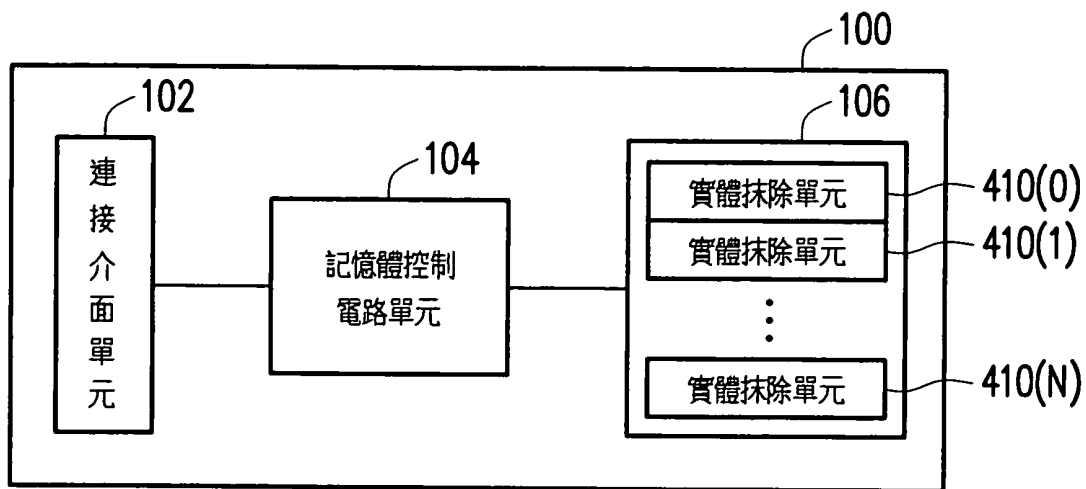 100
102
連接介面單元
104
記憶體控制
電路單元
106
實體抹除單元
410(0)
實體抹除單元
410(1)
實體抹除單元
410(N)